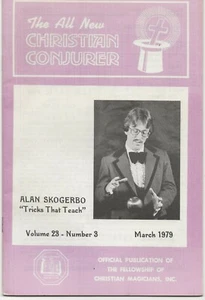 The All New
CHRISTIAN
CONJURER
ALAN SKOGERBO
"Tricks That Teach"
Volume 23 - Number 3
March 1979
OFFICIAL PUBLICATION OF
THE FELLOWSHIP OF
CHRISTIAN MAGICIANS, INC.